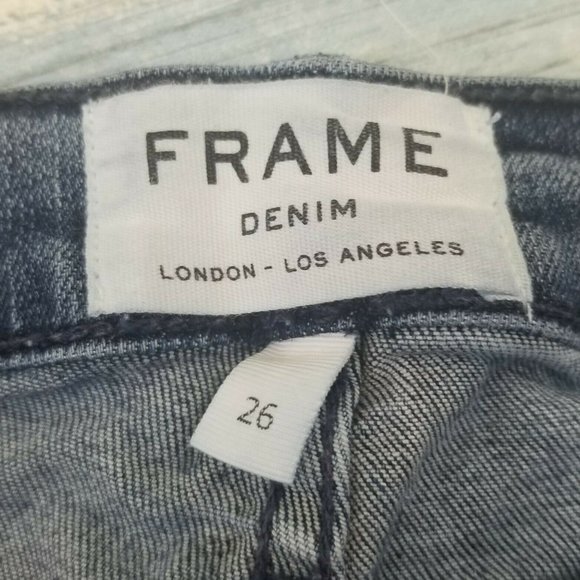 FRAME
DENIM
LONDON - LOS ANGELES
26